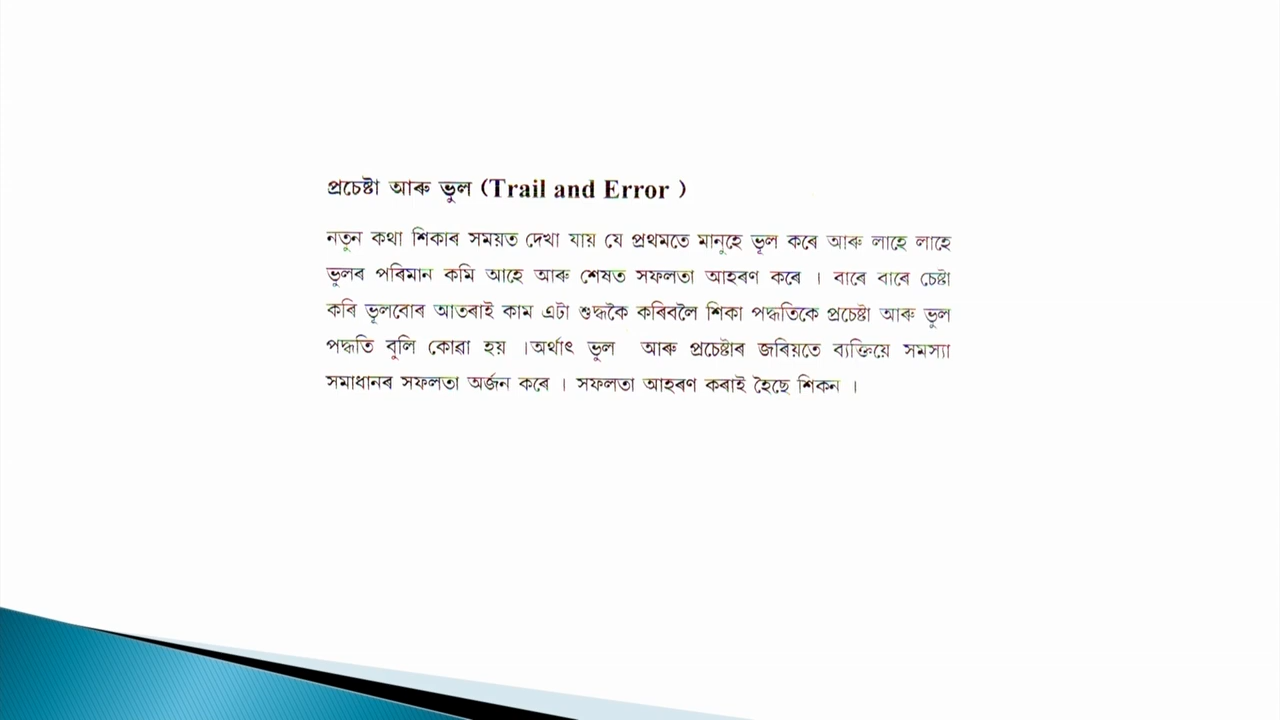 প্ৰচেষ্টা আৰু ভুল (Trail and Error )
নতুন কথা শিকাৰ সময়ত দেখা যায় যে প্ৰথমতে মানুহে ভূল কৰে আৰু লাহে লাহে
ভুলৰ পৰিমান কমি আহে আৰু শেষত সফলতা আহৰণ কৰে । বাৰে বাৰে চেষ্টা
কৰি ভূলবোৰ আতৰাই কাম এটা শুদ্ধকৈ কৰিবলৈ শিকা পদ্ধতিকে প্ৰচেষ্টা আৰু ভুল
পদ্ধতি বুলি কোৱা হয় ।অৰ্থাৎ ভুল আৰু প্ৰচেষ্টাৰ জৰিয়তে ব্যক্তিয়ে সমস্যা
সমাধানৰ সফলতা অৰ্জন কৰে । সফলতা আহৰণ কৰাই হৈছে শিকন ।